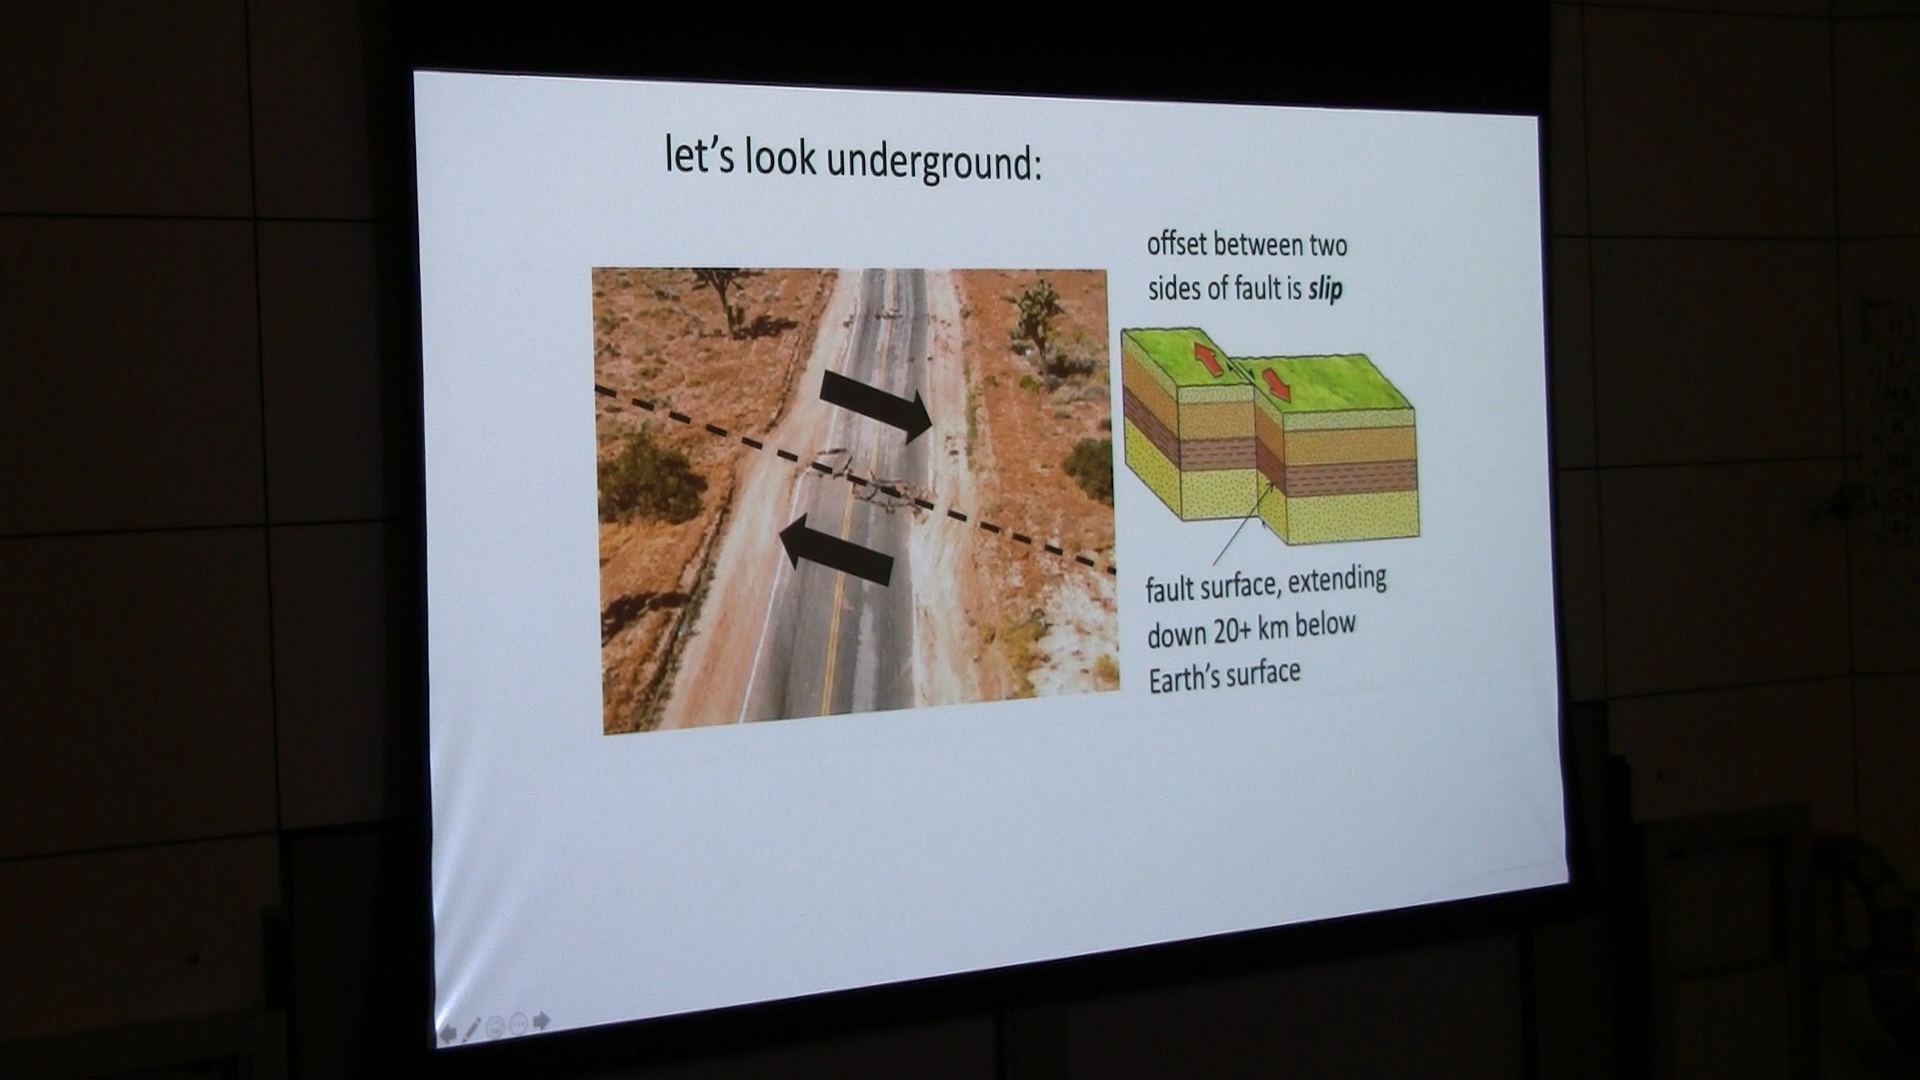 let's look underground:
offset between two
sides of fault is slip
fault surface, extending
down 20+ km below
Earth's surface